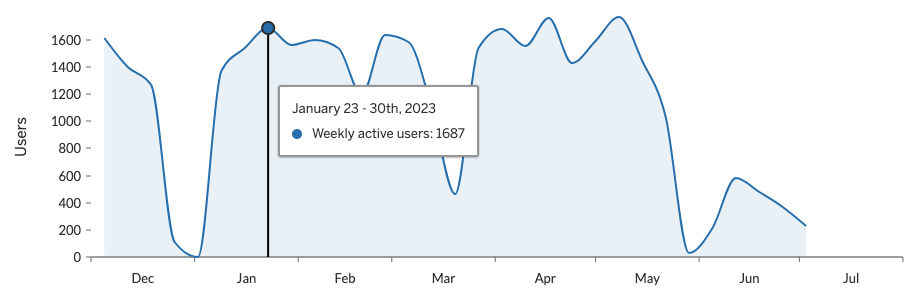 1600
1400
1200
1000
800
600
400
200
0
Users
January 23 - 30th, 2023
Weekly active users: 1687
Dec Jan Feb Mar Apr May Jun Jul